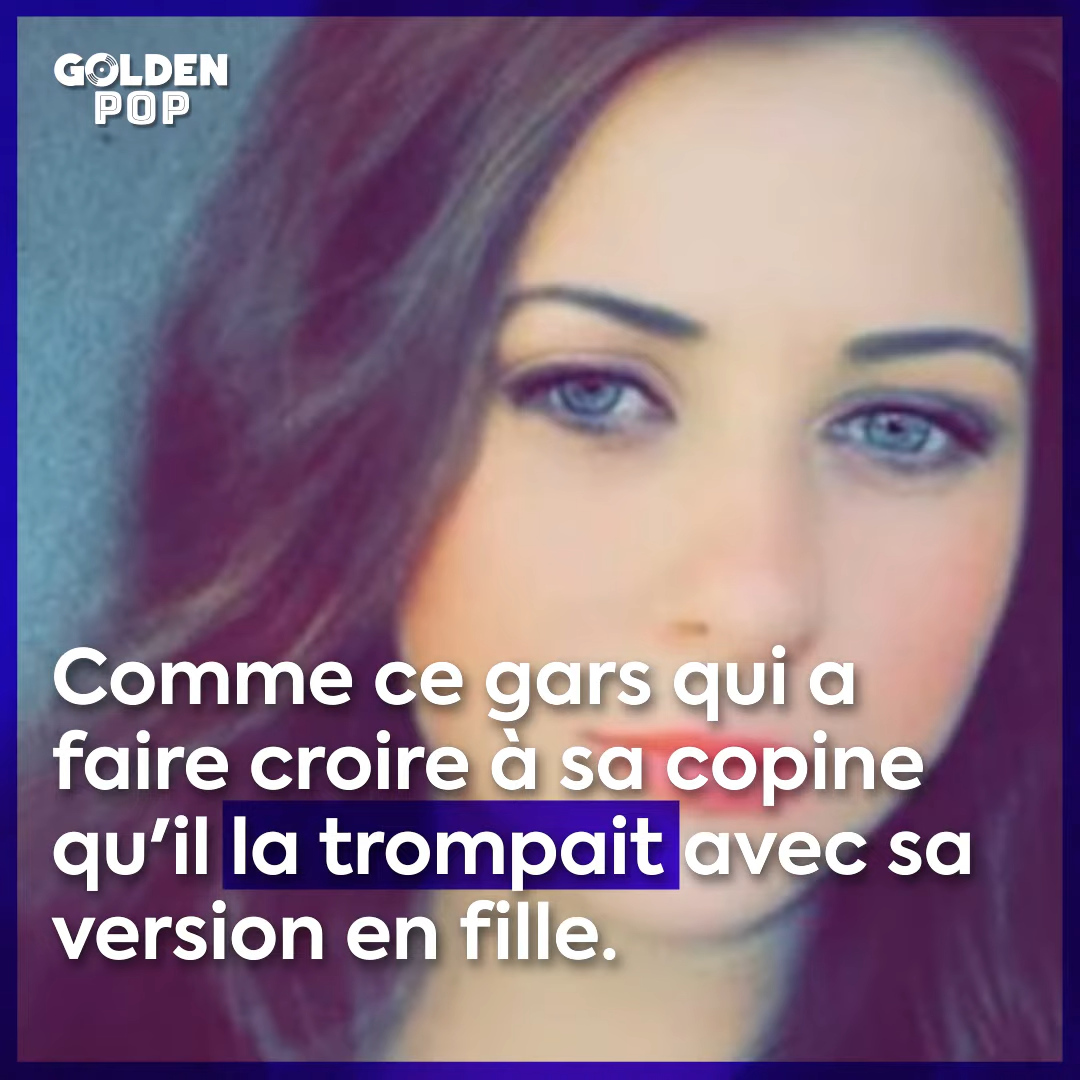 GOLDEN
POP
Comme ce gars qui a
faire croire à sa copine
qu’il la trompait avec sa
version en fille.